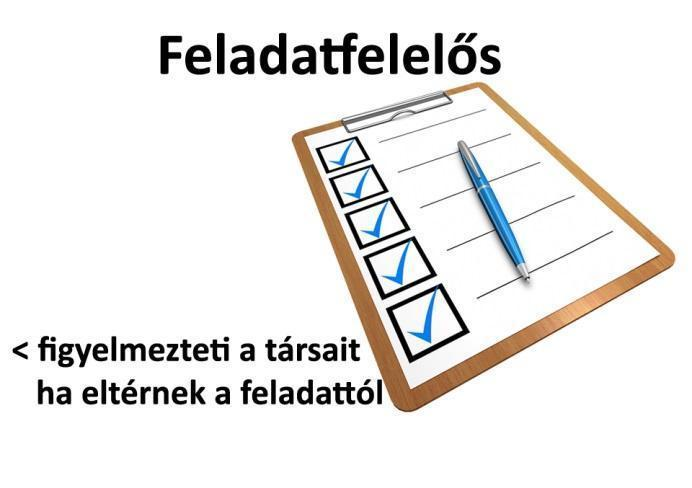 Feladatfelelős
< figyelmezteti a társait
ha eltérnek a feladattól